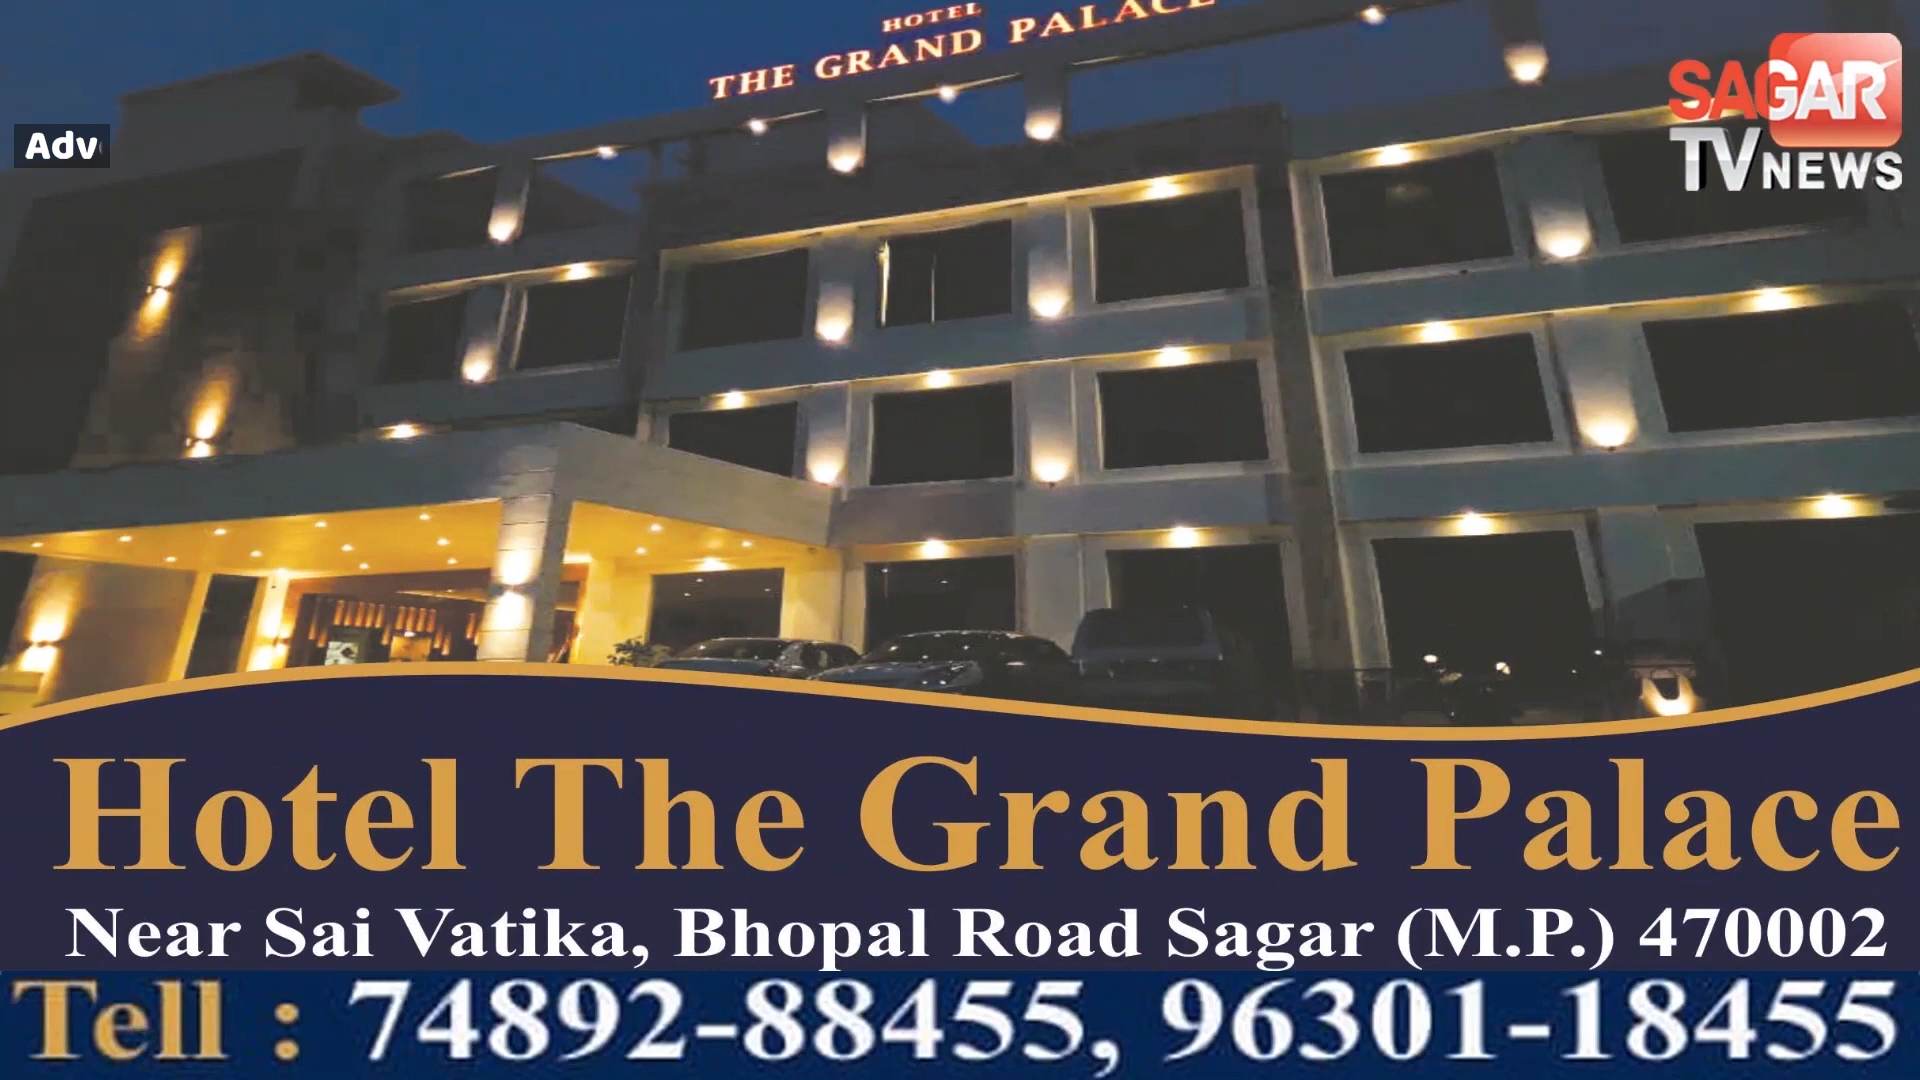 HOTEL
THE GRAND PALACE
SAGAR
TV NEWS
Adv
Hotel The Grand Palace
Near Sai Vatika, Bhopal Road Sagar (M.P.) 470002
Tell : 74892-88455, 96301-18455